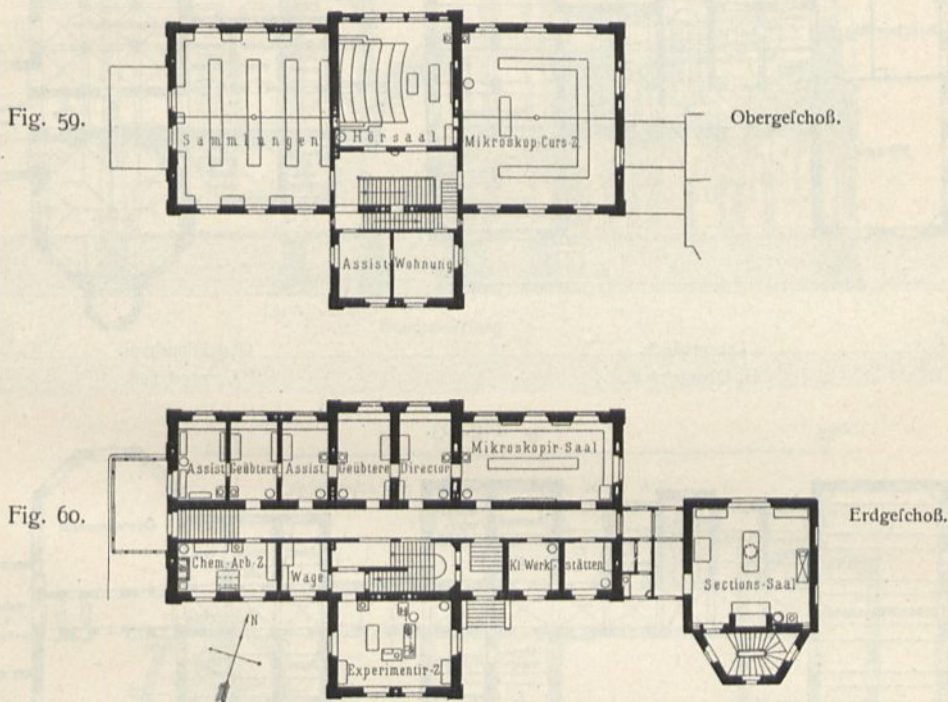 Fig. 59.
Obergeſchoß.
Sammlungen
Hörsaal
Mikroskop-Curs-Z.
Assist. Wohnung
Fig. 60.
Erdgeſchoß.
Assist.
Geübtere
Assist.
Geübtere
Director
Mikroskopir-Saal
Chem.-Arb.-Z.
Wage
Kl. Werkstätten
Sections-Saal
Experimentir-Z.
N